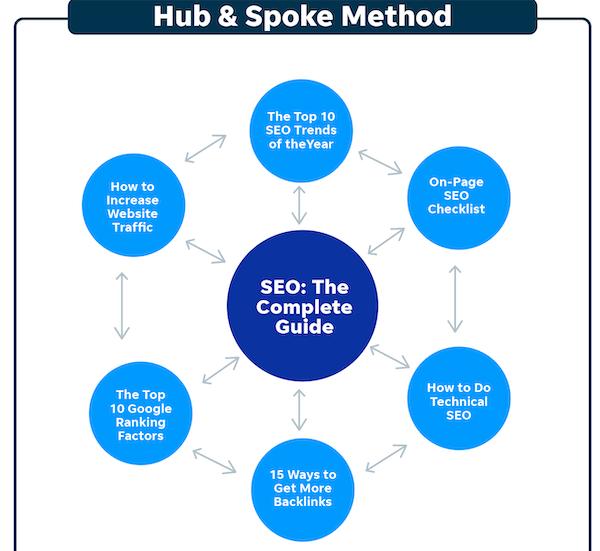 Hub & Spoke Method
The Top 10
SEO Trends
of theYear
How to
Increase
Website
Traffic
On-Page
SEO
Checklist
SEO: The
Complete
Guide
The Top
10 Google
Ranking
Factors
How to Do
Technical
SEO
15 Ways to
Get More
Backlinks